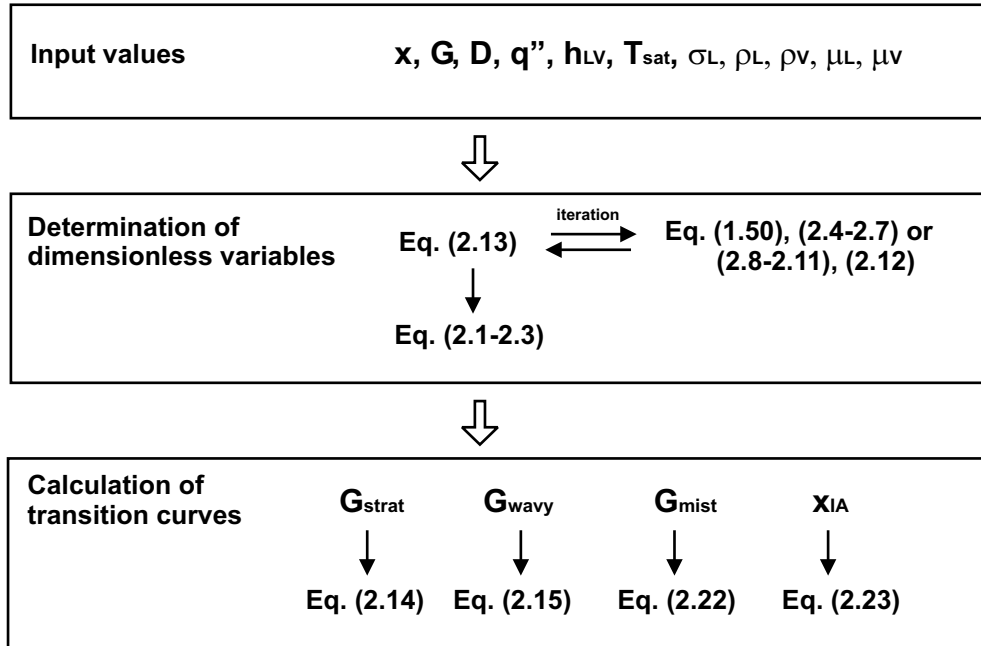 Input values
x, G, D, q”, hLV, Tsat, σL, ρL, ρV, μL, μV
Determination of
dimensionless variables
Eq. (2.13)
iteration
Eq. (1.50), (2.4-2.7) or
(2.8-2.11), (2.12)
Eq. (2.1-2.3)
Calculation of
transition curves
Gstrat Gwavy Gmist xIA
Eq. (2.14) Eq. (2.15) Eq. (2.22) Eq. (2.23)